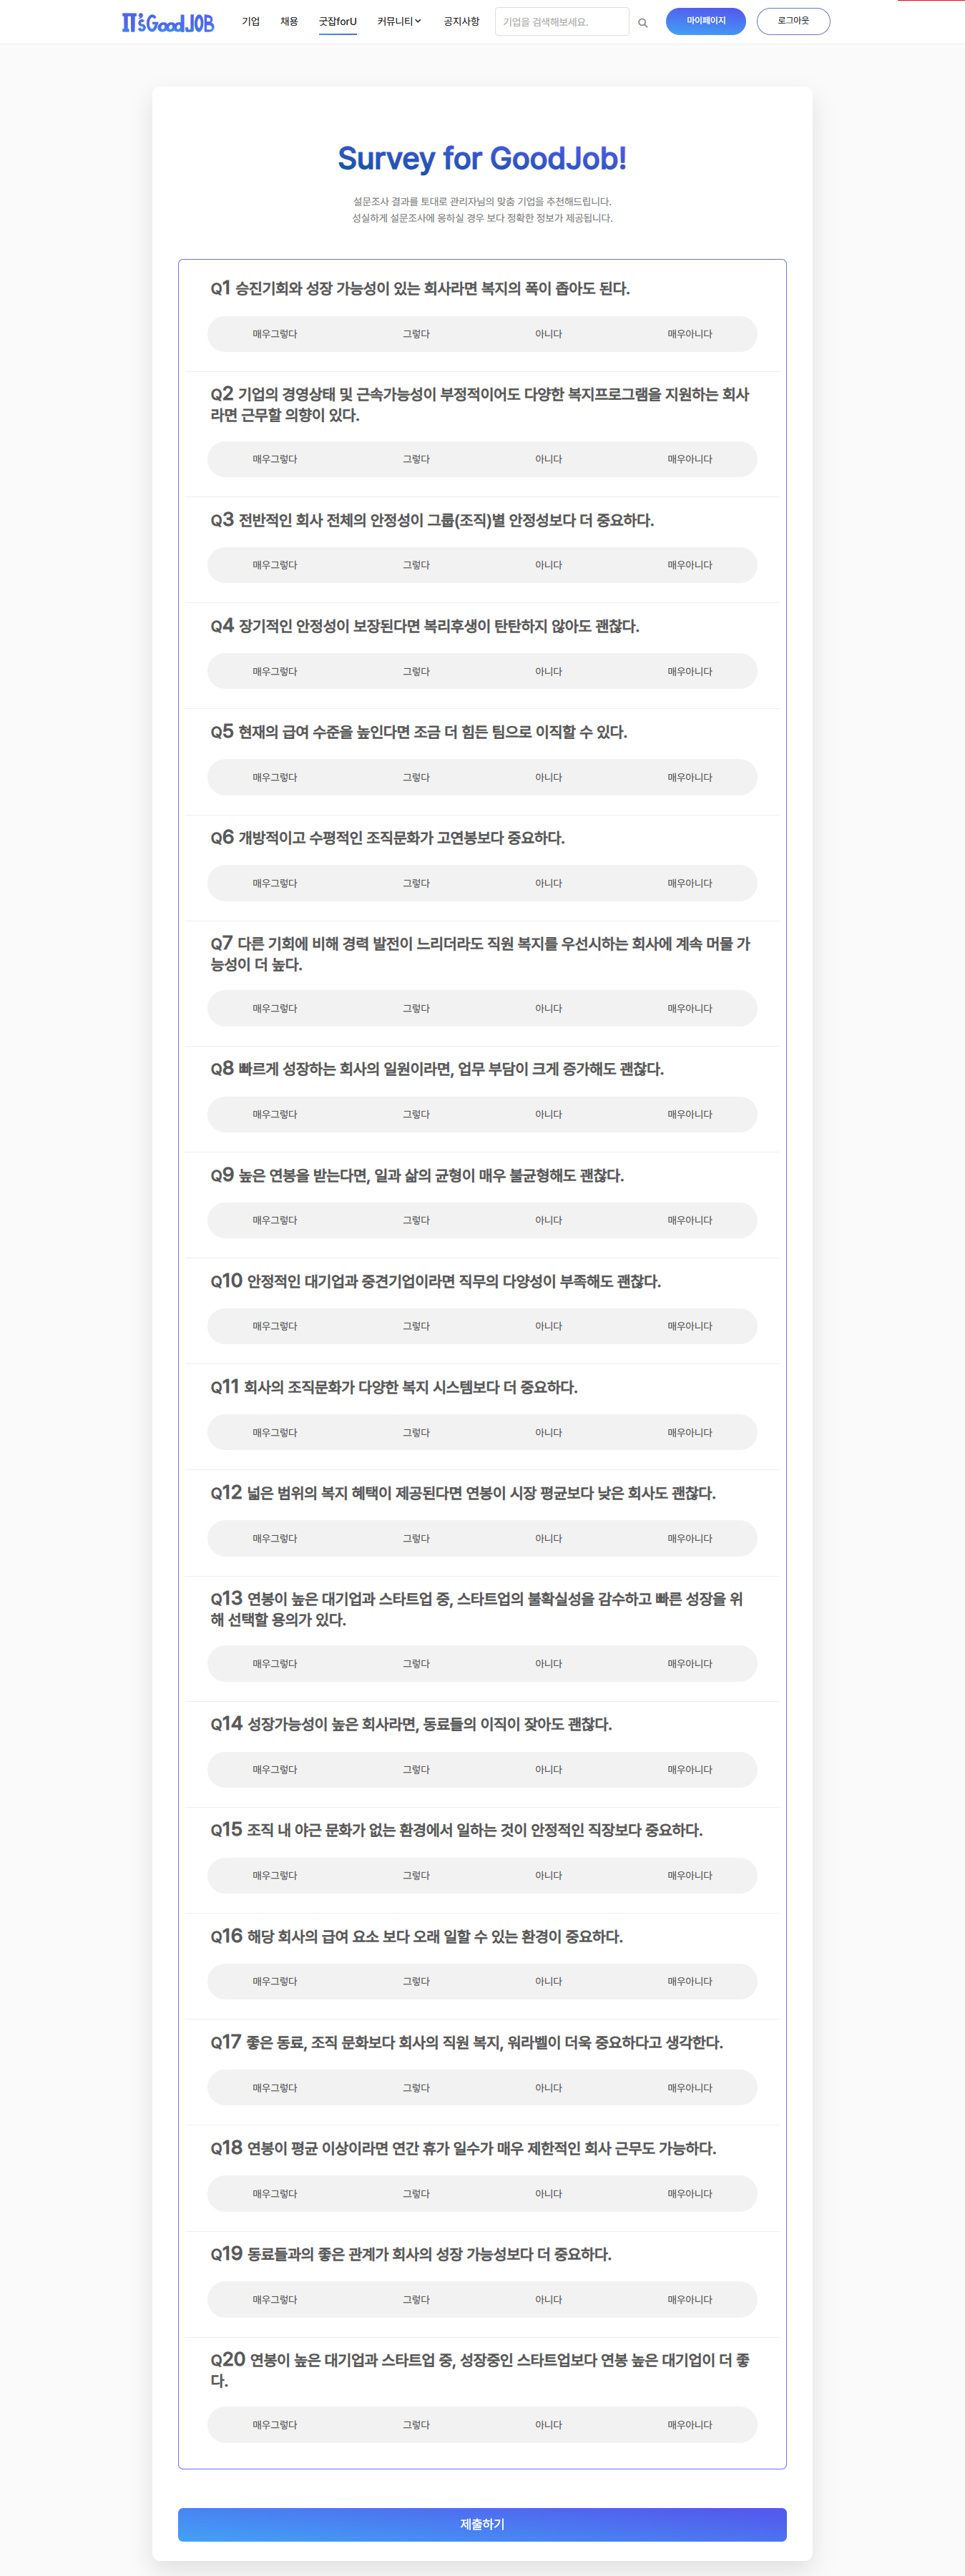 IT'sGoodJOB 기업 채용 굿잡forU 커뮤니티 공지사항 기업을 검색해보세요. 마이페이지 로그아웃
Survey for GoodJob!
설문조사 결과를 토대로 관리자님의 맞춤 기업을 추천해드립니다.
성실하게 설문조사에 응하실 경우 보다 정확한 정보가 제공됩니다.
Q1 승진기회와 성장 가능성이 있는 회사라면 복지의 폭이 좁아도 된다.
매우그렇다 그렇다 아니다 매우아니다
Q2 기업의 경영상태 및 근속가능성이 부정적이어도 다양한 복지프로그램을 지원하는 회사
라면 근무할 의향이 있다.
매우그렇다 그렇다 아니다 매우아니다
Q3 전반적인 회사 전체의 안정성이 그룹(조직)별 안정성보다 더 중요하다.
매우그렇다 그렇다 아니다 매우아니다
Q4 장기적인 안정성이 보장된다면 복리후생이 탄탄하지 않아도 괜찮다.
매우그렇다 그렇다 아니다 매우아니다
Q5 현재의 급여 수준을 높인다면 조금 더 힘든 팀으로 이직할 수 있다.
매우그렇다 그렇다 아니다 매우아니다
Q6 개방적이고 수평적인 조직문화가 고연봉보다 중요하다.
매우그렇다 그렇다 아니다 매우아니다
Q7 다른 기회에 비해 경력 발전이 느리더라도 직원 복지를 우선시하는 회사에 계속 머물 가
능성이 더 높다.
매우그렇다 그렇다 아니다 매우아니다
Q8 빠르게 성장하는 회사의 일원이라면, 업무 부담이 크게 증가해도 괜찮다.
매우그렇다 그렇다 아니다 매우아니다
Q9 높은 연봉을 받는다면, 일과 삶의 균형이 매우 불균형해도 괜찮다.
매우그렇다 그렇다 아니다 매우아니다
Q10 안정적인 대기업과 중견기업이라면 직무의 다양성이 부족해도 괜찮다.
매우그렇다 그렇다 아니다 매우아니다
Q11 회사의 조직문화가 다양한 복지 시스템보다 더 중요하다.
매우그렇다 그렇다 아니다 매우아니다
Q12 넓은 범위의 복지 혜택이 제공된다면 연봉이 시장 평균보다 낮은 회사도 괜찮다.
매우그렇다 그렇다 아니다 매우아니다
Q13 연봉이 높은 대기업과 스타트업 중, 스타트업의 불확실성을 감수하고 빠른 성장을 위
해 선택할 용의가 있다.
매우그렇다 그렇다 아니다 매우아니다
Q14 성장가능성이 높은 회사라면, 동료들의 이직이 잦아도 괜찮다.
매우그렇다 그렇다 아니다 매우아니다
Q15 조직 내 야근 문화가 없는 환경에서 일하는 것이 안정적인 직장보다 중요하다.
매우그렇다 그렇다 아니다 매우아니다
Q16 해당 회사의 급여 요소 보다 오래 일할 수 있는 환경이 중요하다.
매우그렇다 그렇다 아니다 매우아니다
Q17 좋은 동료, 조직 문화보다 회사의 직원 복지, 워라벨이 더욱 중요하다고 생각한다.
매우그렇다 그렇다 아니다 매우아니다
Q18 연봉이 평균 이상이라면 연간 휴가 일수가 매우 제한적인 회사 근무도 가능하다.
매우그렇다 그렇다 아니다 매우아니다
Q19 동료들과의 좋은 관계가 회사의 성장 가능성보다 더 중요하다.
매우그렇다 그렇다 아니다 매우아니다
Q20 연봉이 높은 대기업과 스타트업 중, 성장중인 스타트업보다 연봉 높은 대기업이 더 좋
다.
매우그렇다 그렇다 아니다 매우아니다
제출하기